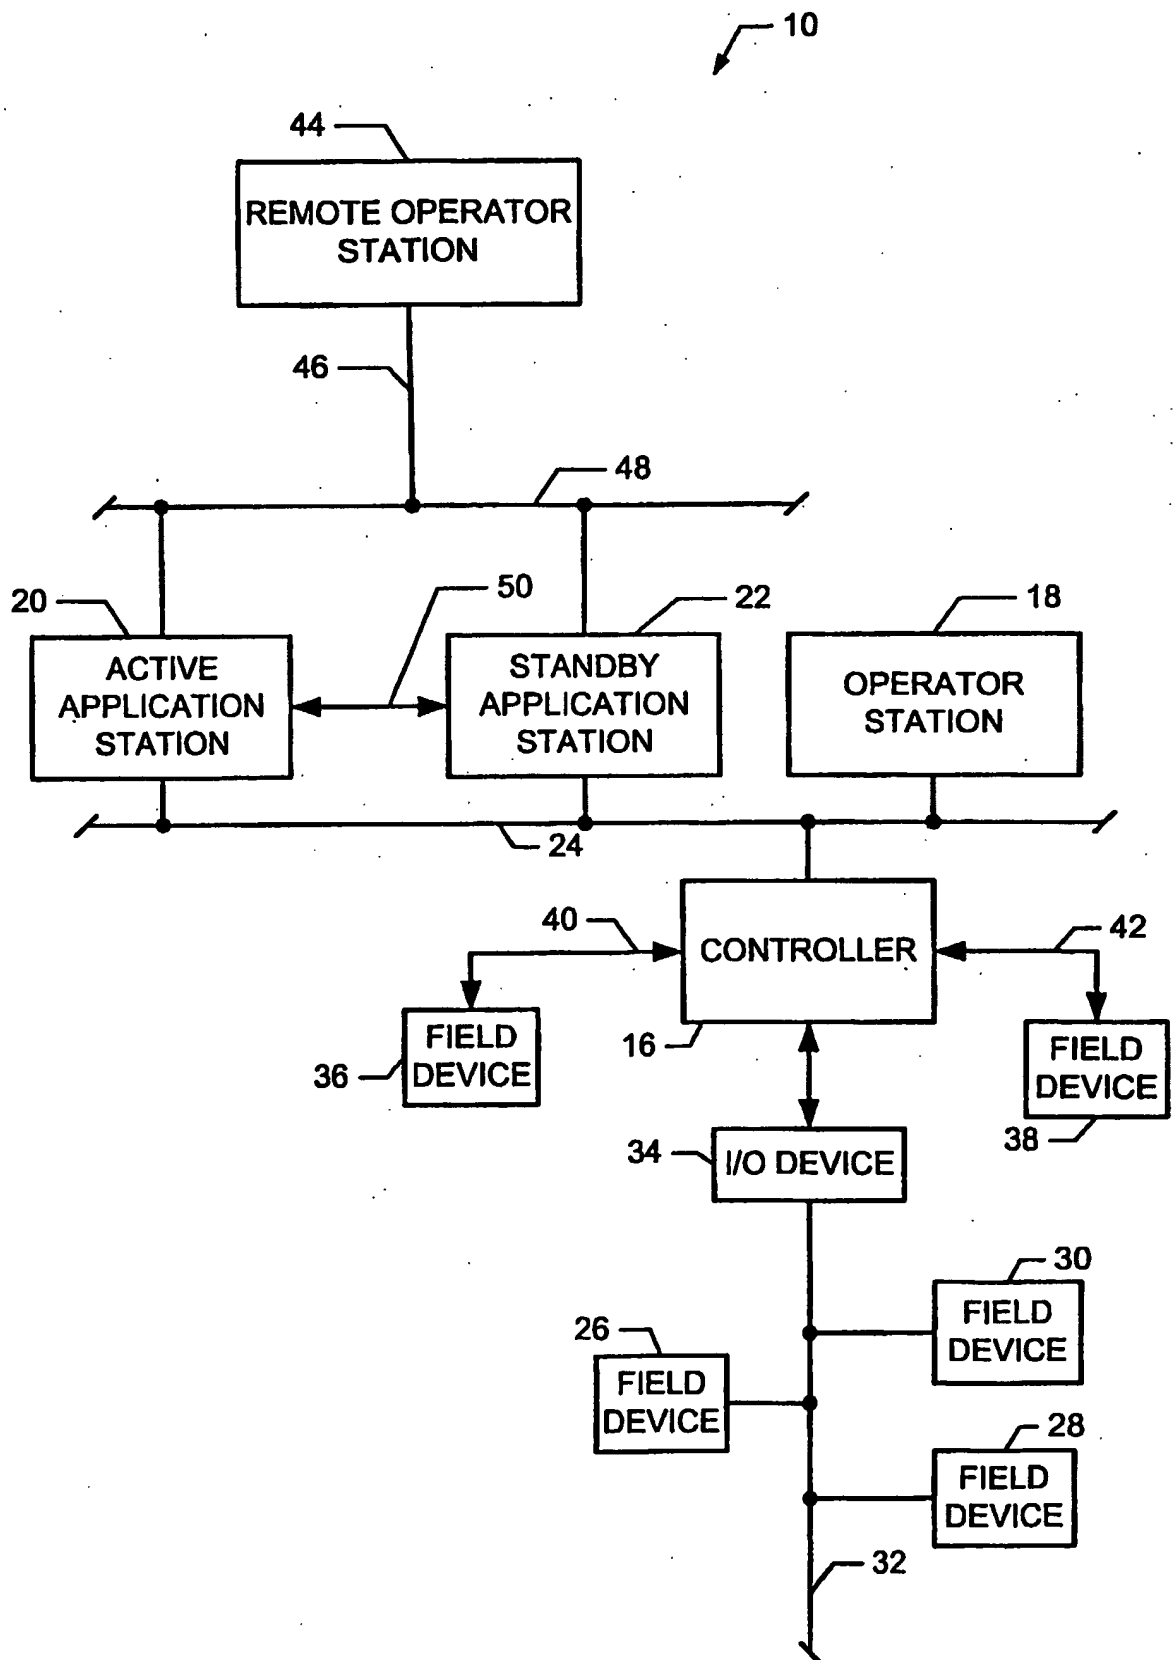 10
44
REMOTE OPERATOR
STATION
46
48
20
50
22
18
ACTIVE
APPLICATION
STATION
STANDBY
APPLICATION
STATION
OPERATOR
STATION
24
40
CONTROLLER
42
FIELD
DEVICE
36
16
FIELD
DEVICE
38
34
I/O DEVICE
30
FIELD
DEVICE
26
FIELD
DEVICE
28
FIELD
DEVICE
32